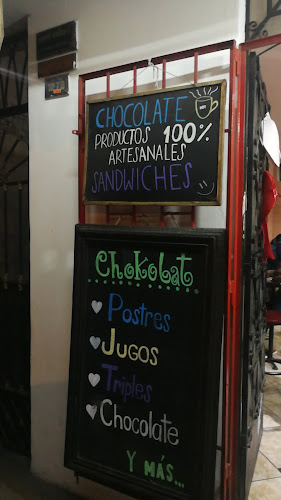 CHOCOLATE
PRODUCTOS 100%
ARTESANALES
SANDWICHES
Chokolat
Postres
Jugos
Triples
Chocolate
Y MÁS...